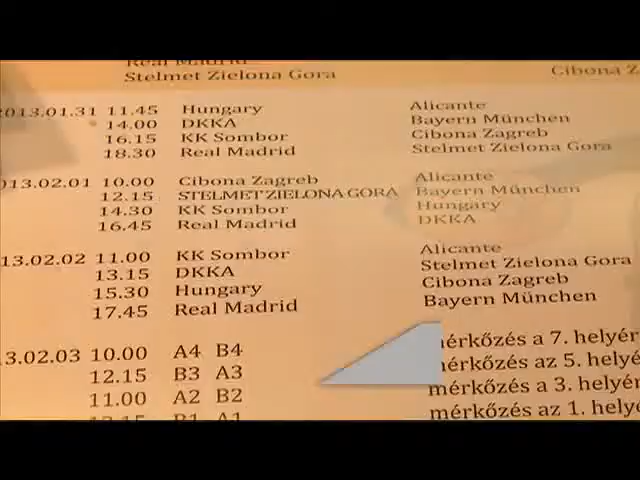 Real Madrid
Stelmet Zielona Gora Cibona Z
2013.01.31 11.45 Hungary Alicante
14.00 DKKA Bayern München
16.15 KK Sombor Cibona Zagreb
18.30 Real Madrid Stelmet Zielona Gora
013.02.01 10.00 Cibona Zagreb Alicante
12.15 STELMET ZIELONA GORA Bayern München
14.30 KK Sombor Hungary
16.45 Real Madrid DKKA
13.02.02 11.00 KK Sombor Alicante
13.15 DKKA Stelmet Zielona Gora
15.30 Hungary Cibona Zagreb
17.45 Real Madrid Bayern München
3.02.03 10.00 A4 B4 mérkőzés a 7. helyér
12.15 B3 A3 mérkőzés az 5. helyér
11.00 A2 B2 mérkőzés a 3. helyér
13.15 B1 A1 mérkőzés az 1. helyé